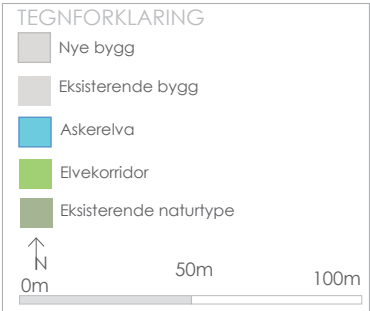 TEGNFORKLARING
Nye bygg
Eksisterende bygg
Askerelva
Elvekorridor
Eksisterende naturtype
N
0m 50m 100m